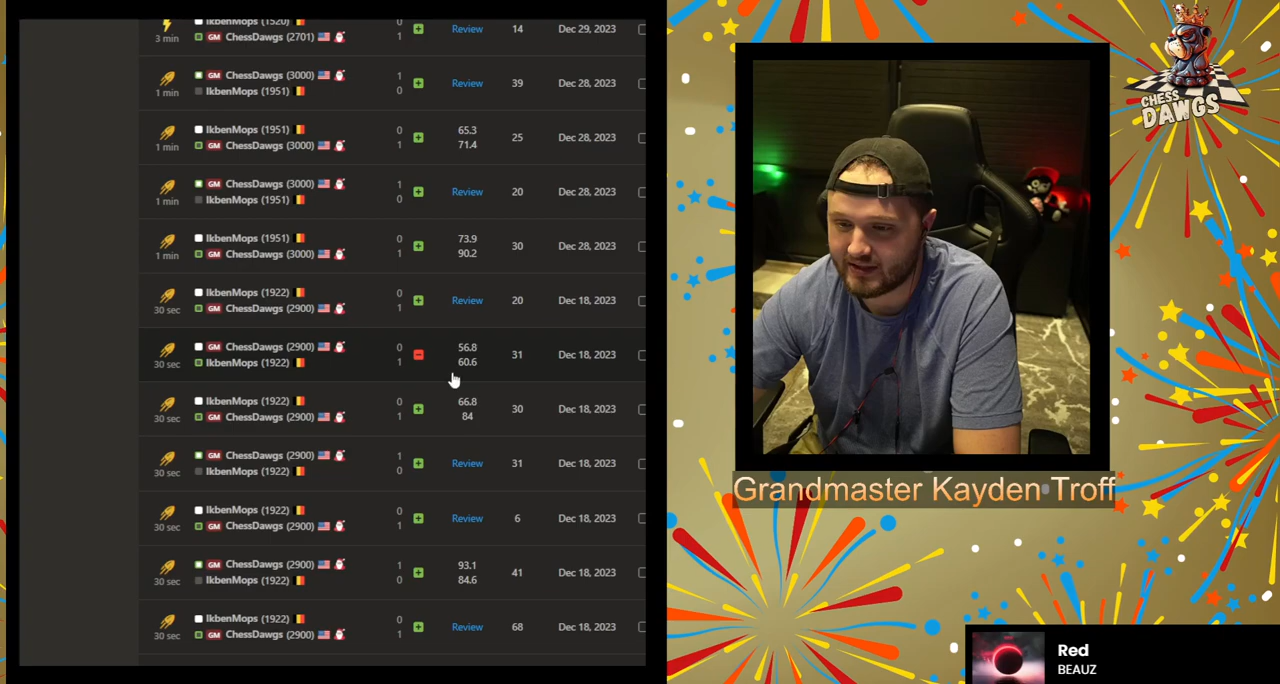 IkbenMops (1520) 0
3 min GM ChessDawgs (2701) 1 Review 14 Dec 29, 2023
1 min GM ChessDawgs (3000) 1 Review 39 Dec 28, 2023
IkbenMops (1951) 0
1 min IkbenMops (1951) 0 65.3 25 Dec 28, 2023
GM ChessDawgs (3000) 1 71.4
1 min GM ChessDawgs (3000) 1 Review 20 Dec 28, 2023
IkbenMops (1951) 0
1 min IkbenMops (1951) 0 73.9 30 Dec 28, 2023
GM ChessDawgs (3000) 1 90.2
30 sec IkbenMops (1922) 0 Review 20 Dec 18, 2023
GM ChessDawgs (2900) 1
30 sec GM ChessDawgs (2900) 0 56.8 31 Dec 18, 2023
IkbenMops (1922) 1 60.6
30 sec IkbenMops (1922) 0 66.8 30 Dec 18, 2023
GM ChessDawgs (2900) 1 84
30 sec GM ChessDawgs (2900) 1 Review 31 Dec 18, 2023
IkbenMops (1922) 0
30 sec IkbenMops (1922) 0 Review 6 Dec 18, 2023
GM ChessDawgs (2900) 1
30 sec GM ChessDawgs (2900) 1 93.1 41 Dec 18, 2023
IkbenMops (1922) 0 84.6
30 sec IkbenMops (1922) 0 Review 68 Dec 18, 2023
GM ChessDawgs (2900) 1
CHESS
DAWGS
Grandmaster Kayden Troff
Red
BEAUZ